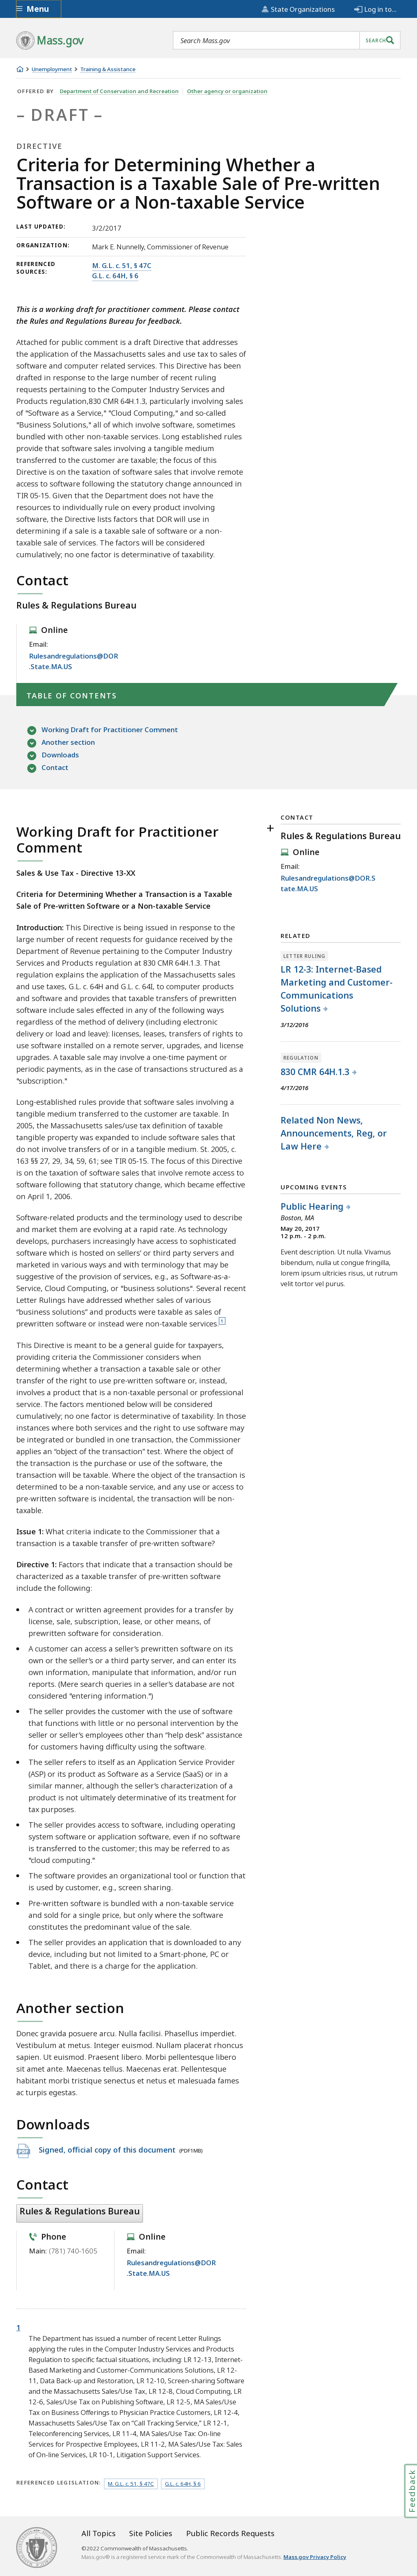 Menu
State Organizations
Log in to...
Mass.gov
Search Mass.gov
SEARCH
Unemployment
Training & Assistance
OFFERED BY Department of Conservation and Recreation Other agency or organization
– DRAFT –
DIRECTIVE
Criteria for Determining Whether a
Transaction is a Taxable Sale of Pre-written
Software or a Non-taxable Service
LAST UPDATED: 3/2/2017
ORGANIZATION: Mark E. Nunnelly, Commissioner of Revenue
REFERENCED
SOURCES:
M. G.L. c. 51, § 47C
G.L. c. 64H, § 6
This is a working draft for practitioner comment. Please contact
the Rules and Regulations Bureau for feedback.
Attached for public comment is a draft Directive that addresses
the application of the Massachusetts sales and use tax to sales of
software and computer related services. This Directive has been
prepared in response to the large number of recent ruling
requests pertaining to the Computer Industry Services and
Products regulation,830 CMR 64H.1.3, particularly involving sales
of "Software as a Service," "Cloud Computing," and so-called
"Business Solutions," all of which involve software, sometimes
bundled with related services. Long-established rules provide
that software sales involving a digital or remote transfer to the
customer are taxable; the focus of this
Directive is on the taxation of software sales that involve remote
access to software following the statutory change announced in
TIR 05-15. Given that the Department does not have the
resources to individually rule on every product involving
software, the Directive lists factors that DOR will use in
determining if a sale is a taxable sale of software or a non-
taxable sale of services. The factors will be considered
cumulatively; no one factor is determinative of taxability.
Contact
Rules & Regulations Bureau
Online
Email:
Rulesandregulations@DOR
.State.MA.US
TABLE OF CONTENTS
Working Draft for Practitioner Comment
Another section
Downloads
Contact
Working Draft for Practitioner
Comment
Sales & Use Tax - Directive 13-XX
Criteria for Determining Whether a Transaction is a Taxable
Sale of Pre-written Software or a Non-taxable Service
Introduction: This Directive is being issued in response to the
large number of recent requests for guidance received by the
Department of Revenue under the Computer Industry Services
and Products regulation at 830 CMR 64H.1.3. That
regulation explains the application of the Massachusetts sales
and use taxes, G.L. c. 64H and G.L. c. 64I, to sales of computer
hardware, computer software, and related computer services
and provides that transfers of prewritten software are
taxable regardless of the method of delivery (including electronic
delivery or load and leave): licenses, leases, transfers of rights to
use software installed on a remote server, upgrades, and user
licenses. A taxable sale may involve a one-time payment or
periodic payments, such as in a transaction structured as a
"subscription."
Long-established rules provide that software sales involving a
digital or remote transfer to the customer are taxable. In
2005, the statutory definition of tangible personal property was
amended to include remote access to software. St. 2005, c.
163 §§ 27, 29, 34, 59, 61; see TIR 05-15. The focus of this Directive
is on the taxation of software sales that involve remote access
to software following the statutory change, which was effective
on April 1, 2006.
Software-related products and the terminology used to describe
them are modern and evolving at a rapid pace. As technology
develops, businesses increasingly have access to sophisticated
software which is hosted on sellers' or third party servers and
marketed in various ways and with terminology that may be
suggestive of the provision of services, e.g., as Software-as-a-
Service, Cloud Computing, or "business solutions". Several recent
Letter Rulings have addressed whether sales of various
"business solutions" and products were taxable as sales of
prewritten software or instead were non-taxable services.1
This Directive is meant to be a general guide for taxpayers,
providing criteria the Commissioner considers when
determining whether a transaction is a taxable sale or other
transfer of the right to use pre-written software or, instead,
involves a product that is a non-taxable personal or professional
service. The factors mentioned below will be considered
cumulatively; no one factor is determinative of whether the
transaction will be taxable. Where software and services may
be bundled in one transaction, the Commissioner
applies an "object of the transaction" test. Where the object of
the transaction is acquisition or use of the software, the
transaction will be taxable. Where the object of the transaction is
acquiring a good or service other than software, and any use or
access to pre-written software is incidental, the transaction may
be non-taxable.
Issue 1: What criteria indicate to the Commissioner that a
transaction is a taxable transfer of pre-written software?
Directive 1: Factors that indicate that a transaction should be
characterized as a taxable transfer of pre-written software
include the following:
A contract or written agreement provides for a transfer by
license, sale, subscription, lease, or other means, of
prewritten software for consideration.
A customer can access a seller's prewritten software on its
own or the seller's or a third party server, and can enter its
own information, manipulate that information, and/or run
reports. (Mere search queries in a seller's database are not
considered "entering information.")
The seller provides the customer with the use of software
that functions with little or no personal intervention by the
seller or seller's employees other than "help desk" assistance
for customers having difficulty using the software.
The seller refers to itself as an Application Service Provider
(ASP) or its product as Software as a Service (SaaS) or in a
similar manner, although the seller's characterization of a
product is not ultimately determinative of its treatment for
tax purposes.
The seller provides access to software, including operating
system software or application software, even if no software
is transferred to the customer; this may be referred to as
"cloud computing."
The software provides an organizational tool or function that
is used by customer, e.g., screen sharing.
Pre-written software is bundled with a non-taxable service
and sold for a single price, but only where the software
constitutes the predominant value of the sale.
The seller provides an application that is downloaded to any
device, including but not limited to a Smart-phone, PC or
Tablet, and there is a charge for the application.
Another section
Donec gravida posuere arcu. Nulla facilisi. Phasellus imperdiet.
Vestibulum at metus. Integer euismod. Nullam placerat rhoncus
sapien. Ut euismod. Praesent libero. Morbi pellentesque libero
sit amet ante. Maecenas tellus. Maecenas erat. Pellentesque
habitant morbi tristique senectus et netus et malesuada fames
ac turpis egestas.
Downloads
Signed, official copy of this document (PDF1MB)
Contact
Rules & Regulations Bureau
Phone
Main: (781) 740-1605
Online
Email:
Rulesandregulations@DOR
.State.MA.US
1
The Department has issued a number of recent Letter Rulings
applying the rules in the Computer Industry Services and Products
Regulation to specific factual situations, including: LR 12-13, Internet-
Based Marketing and Customer-Communications Solutions, LR 12-
11, Data Back-up and Restoration, LR 12-10, Screen-sharing Software
and the Massachusetts Sales/Use Tax, LR 12-8, Cloud Computing, LR
12-6, Sales/Use Tax on Publishing Software, LR 12-5, MA Sales/Use
Tax on Business Offerings to Physician Practice Customers, LR 12-4,
Massachusetts Sales/Use Tax on "Call Tracking Service," LR 12-1,
Teleconferencing Services, LR 11-4, MA Sales/Use Tax: On-line
Services for Prospective Employees, LR 11-2, MA Sales/Use Tax: Sales
of On-line Services, LR 10-1, Litigation Support Services.
REFERENCED LEGISLATION: M. G.L. c. 51, § 47C G.L. c. 64H, § 6
CONTACT
Rules & Regulations Bureau
Online
Email:
Rulesandregulations@DOR.S
tate.MA.US
RELATED
LETTER RULING
LR 12-3: Internet-Based
Marketing and Customer-
Communications
Solutions
3/12/2016
REGULATION
830 CMR 64H.1.3
4/17/2016
Related Non News,
Announcements, Reg, or
Law Here
UPCOMING EVENTS
Public Hearing
Boston, MA
May 20, 2017
12 p.m. - 2 p.m.
Event description. Ut nulla. Vivamus
bibendum, nulla ut congue fringilla,
lorem ipsum ultricies risus, ut rutrum
velit tortor vel purus.
Feedback
All Topics
Site Policies
Public Records Requests
©2022 Commonwealth of Massachusetts.
Mass.gov® is a registered service mark of the Commonwealth of Massachusetts. Mass.gov Privacy Policy